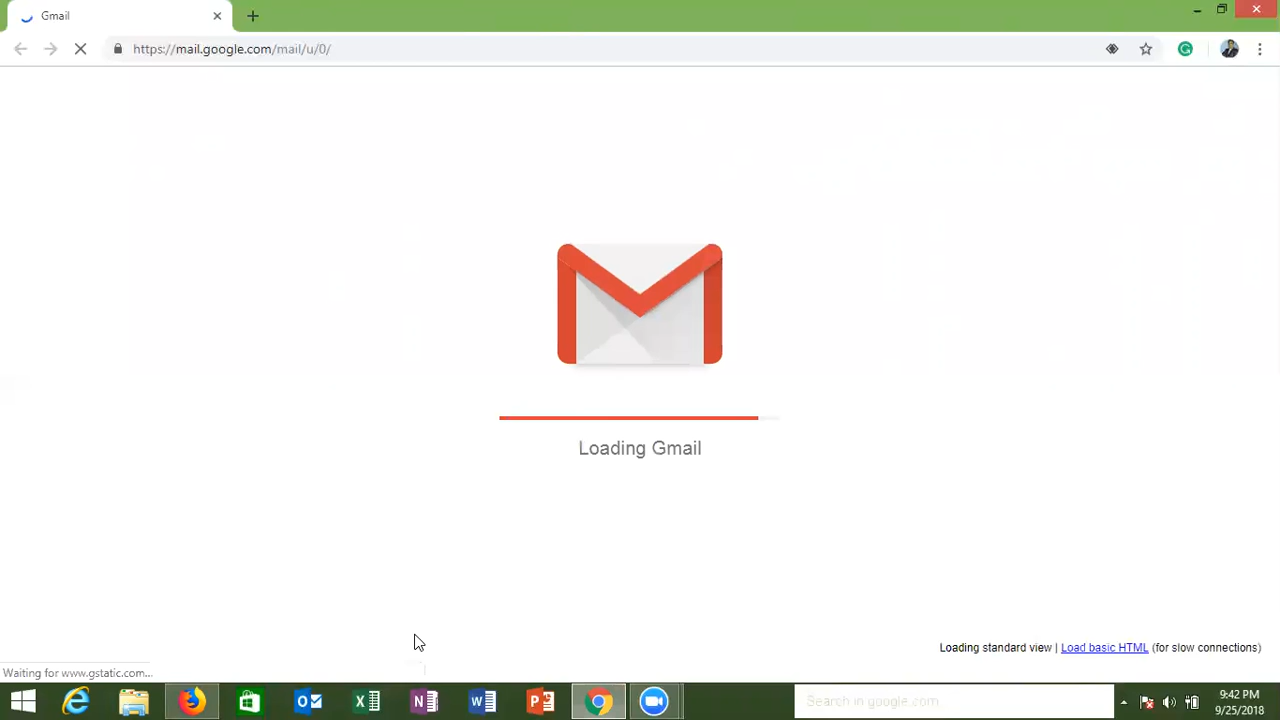 Gmail
https://mail.google.com/mail/u/0/
Loading Gmail
Loading standard view | Load basic HTML (for slow connections)
Waiting for www.gstatic.com...
Search in google.com
9:42 PM
9/25/2018